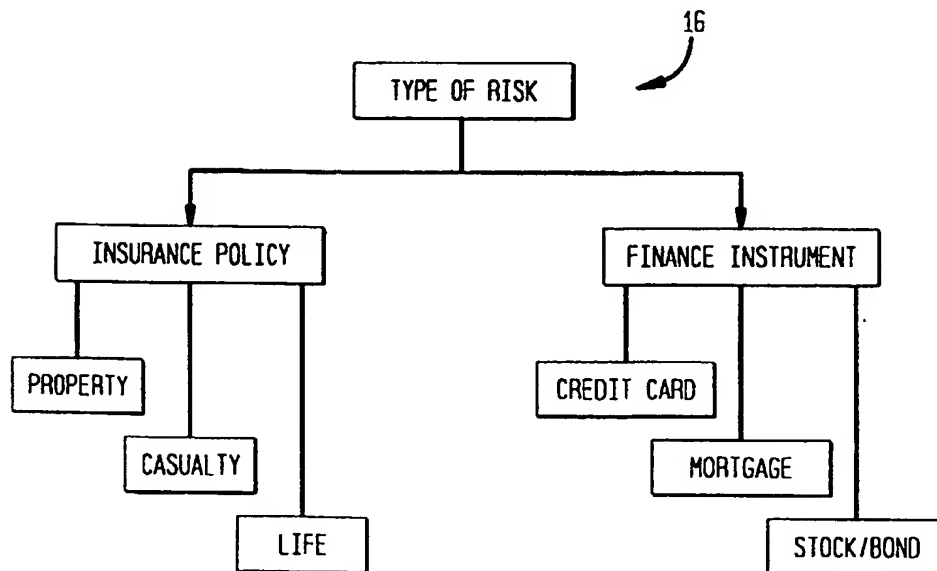 16
TYPE OF RISK
INSURANCE POLICY
FINANCE INSTRUMENT
PROPERTY
CREDIT CARD
CASUALTY
MORTGAGE
LIFE
STOCK/BOND